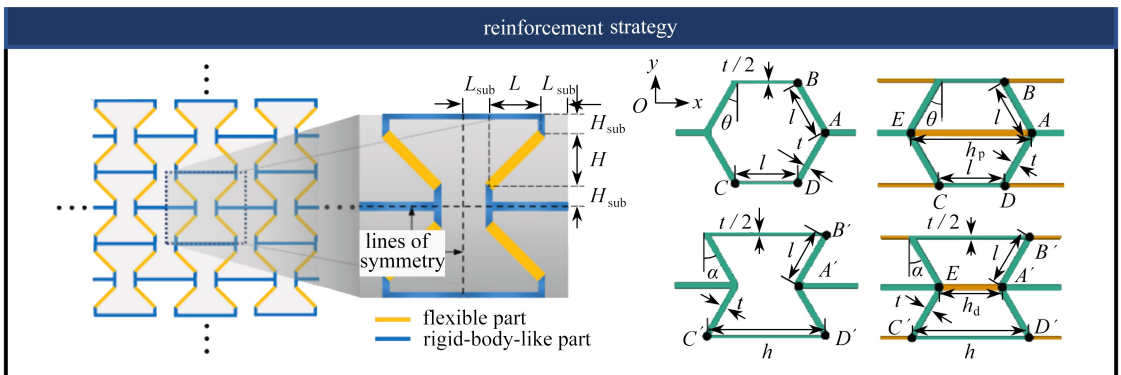 reinforcement strategy
L_sub L L_sub
H_sub
H
H_sub
lines of
symmetry
flexible part
rigid-body-like part
y
O x
t/2
B
θ l
A
t
l
C D
B
E θ l A
h_p
l t
C D
t/2
B′
α l
A′
t
C′ D′
h
t/2
B′
α E l
A′
t h_d
C′ D′
h